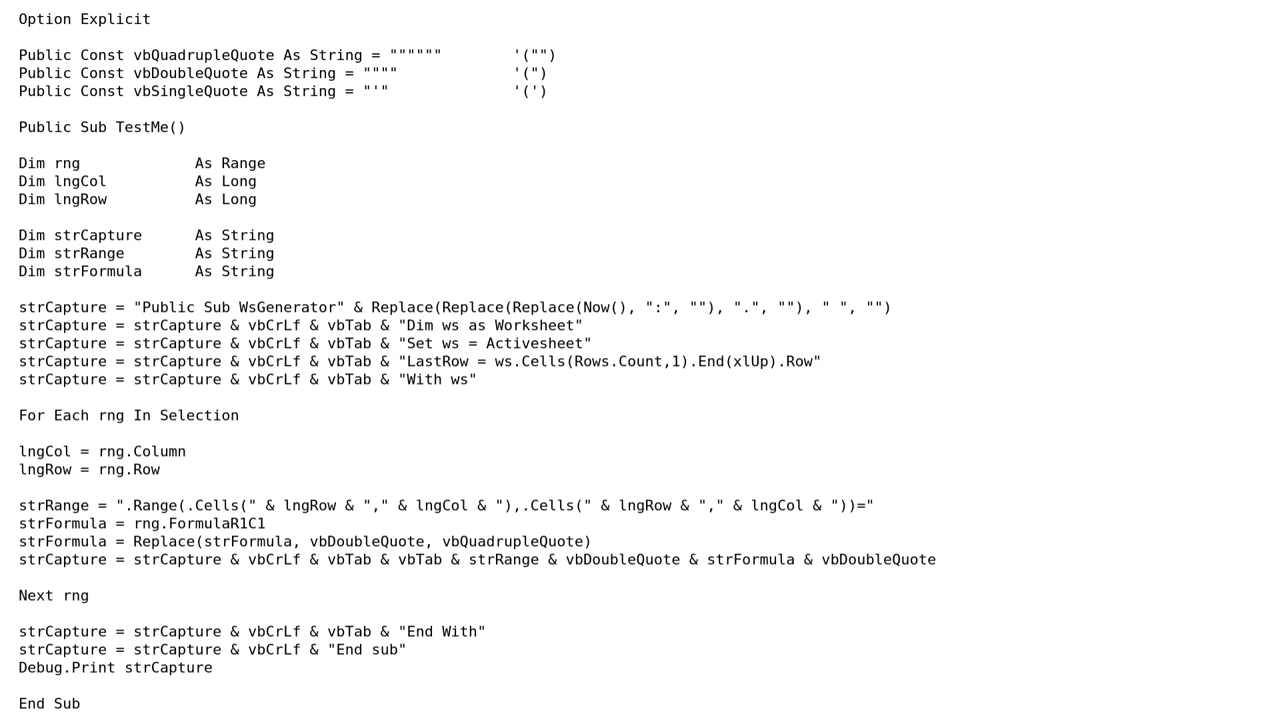 Option Explicit
Public Const vbQuadrupleQuote As String = """"""        '("")
Public Const vbDoubleQuote As String = """"             '(")
Public Const vbSingleQuote As String = "'"              '(')
Public Sub TestMe()
Dim rng             As Range
Dim lngCol          As Long
Dim lngRow          As Long
Dim strCapture      As String
Dim strRange        As String
Dim strFormula      As String
strCapture = "Public Sub WsGenerator" & Replace(Replace(Replace(Now(), ":", ""), ".", ""), " ", "")
strCapture = strCapture & vbCrLf & vbTab & "Dim ws as Worksheet"
strCapture = strCapture & vbCrLf & vbTab & "Set ws = Activesheet"
strCapture = strCapture & vbCrLf & vbTab & "LastRow = ws.Cells(Rows.Count,1).End(xlUp).Row"
strCapture = strCapture & vbCrLf & vbTab & "With ws"
For Each rng In Selection
lngCol = rng.Column
lngRow = rng.Row
strRange = ".Range(.Cells(" & lngRow & "," & lngCol & "),.Cells(" & lngRow & "," & lngCol & "))="
strFormula = rng.FormulaR1C1
strFormula = Replace(strFormula, vbDoubleQuote, vbQuadrupleQuote)
strCapture = strCapture & vbCrLf & vbTab & vbTab & strRange & vbDoubleQuote & strFormula & vbDoubleQuote
Next rng
strCapture = strCapture & vbCrLf & vbTab & "End With"
strCapture = strCapture & vbCrLf & "End sub"
Debug.Print strCapture
End Sub